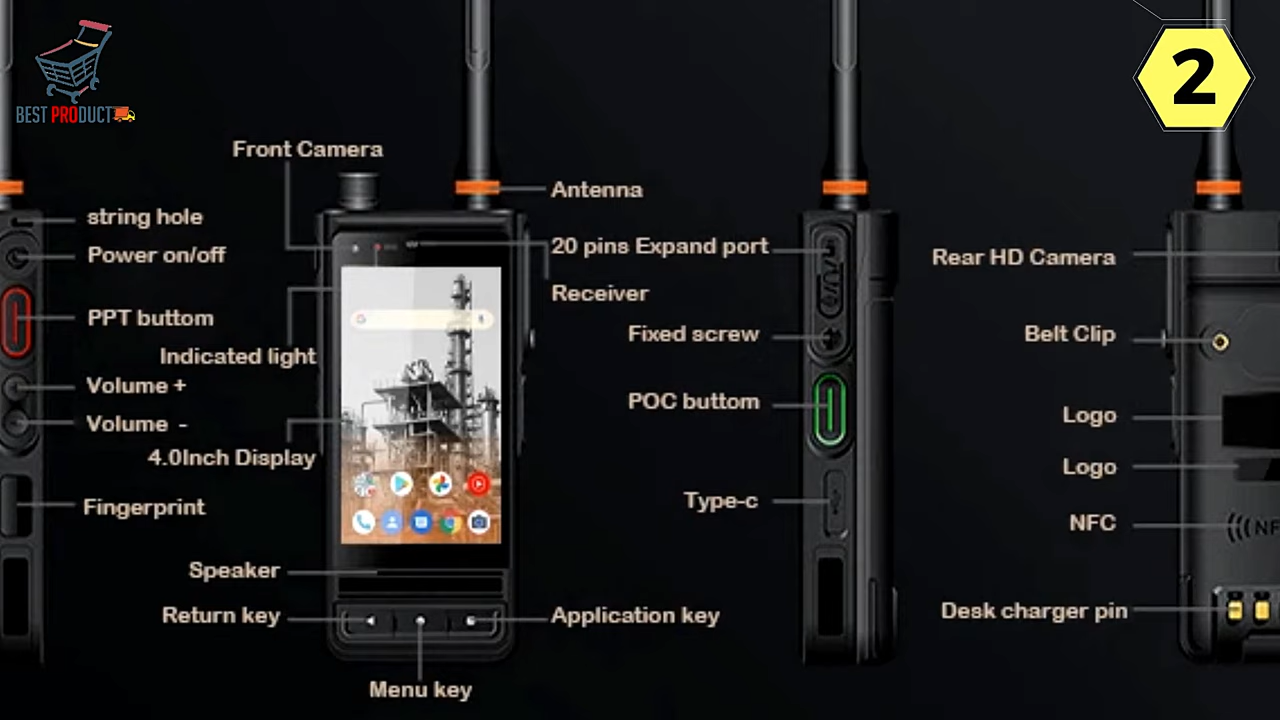 BEST PRODUCT
2
Front Camera
Antenna
string hole
Power on/off
20 pins Expand port
Rear HD Camera
Receiver
PPT buttom
Fixed screw
Belt Clip
Indicated light
Volume +
POC buttom
Logo
Volume -
4.0Inch Display
Logo
Type-c
Fingerprint
NFC
NF
Speaker
Return key
Application key
Desk charger pin
Menu key